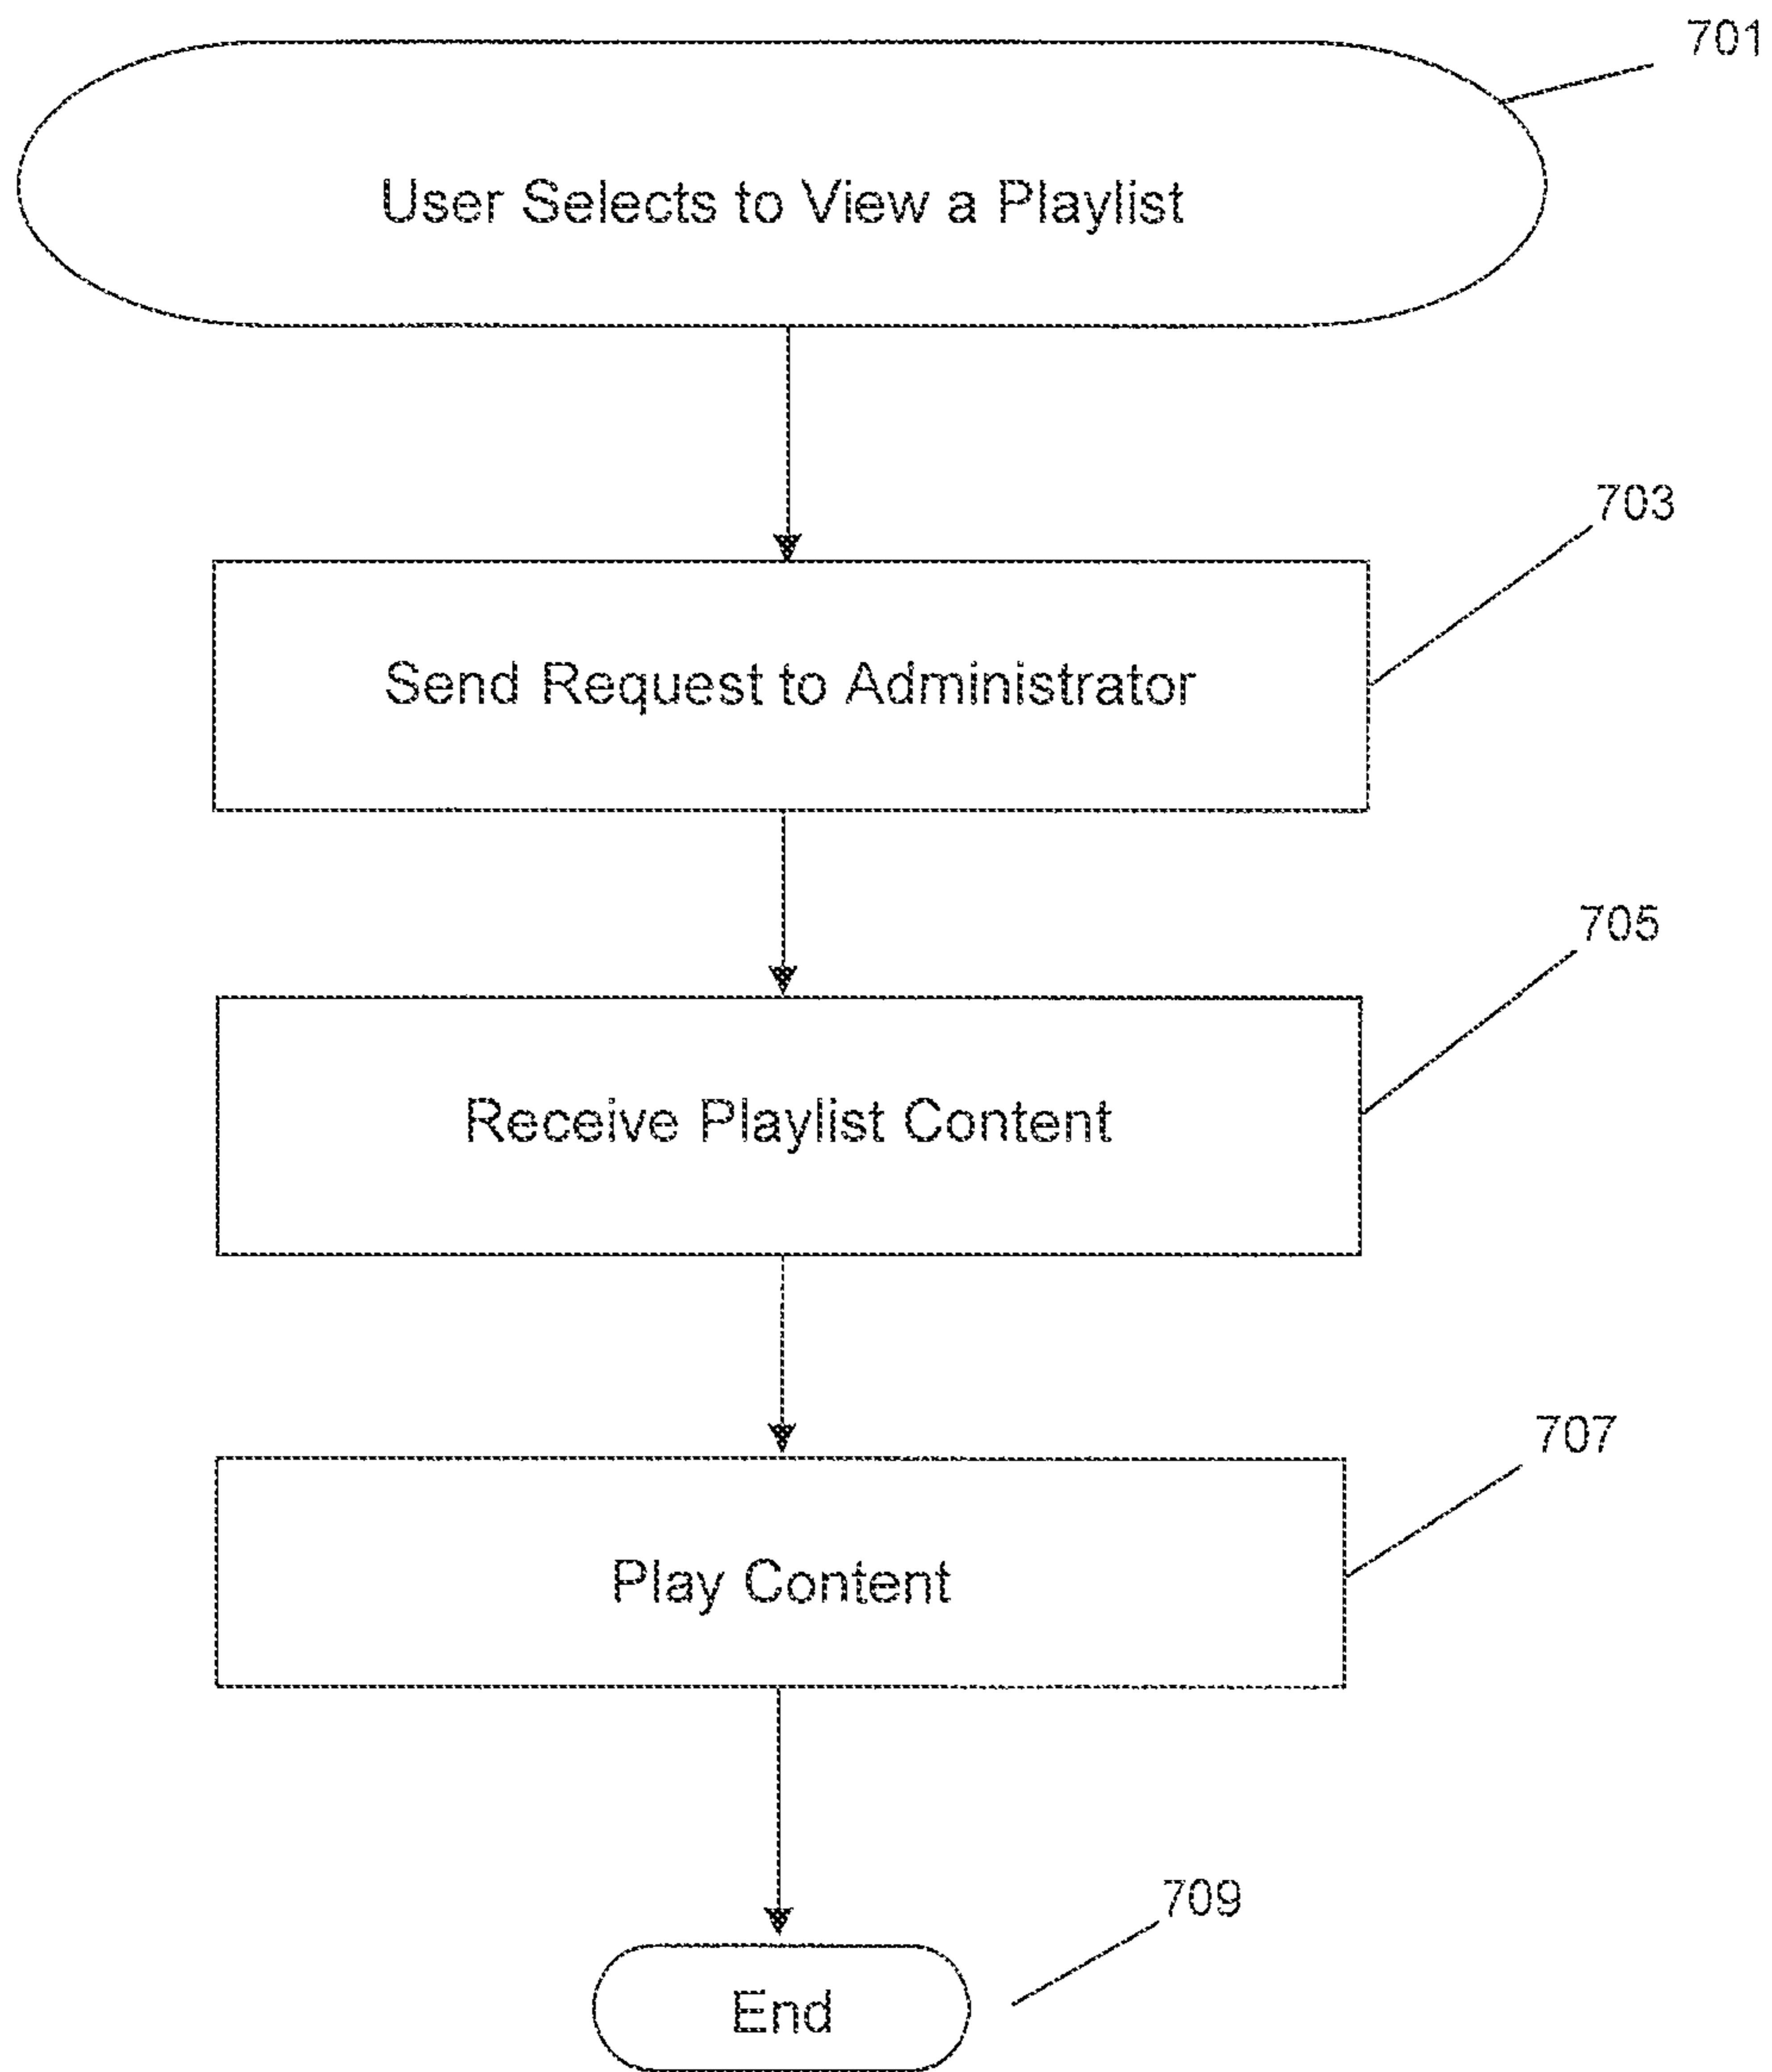 701
User Selects to View a Playlist
703
Send Request to Administrator
705
Receive Playlist Content
707
Play Content
709
End